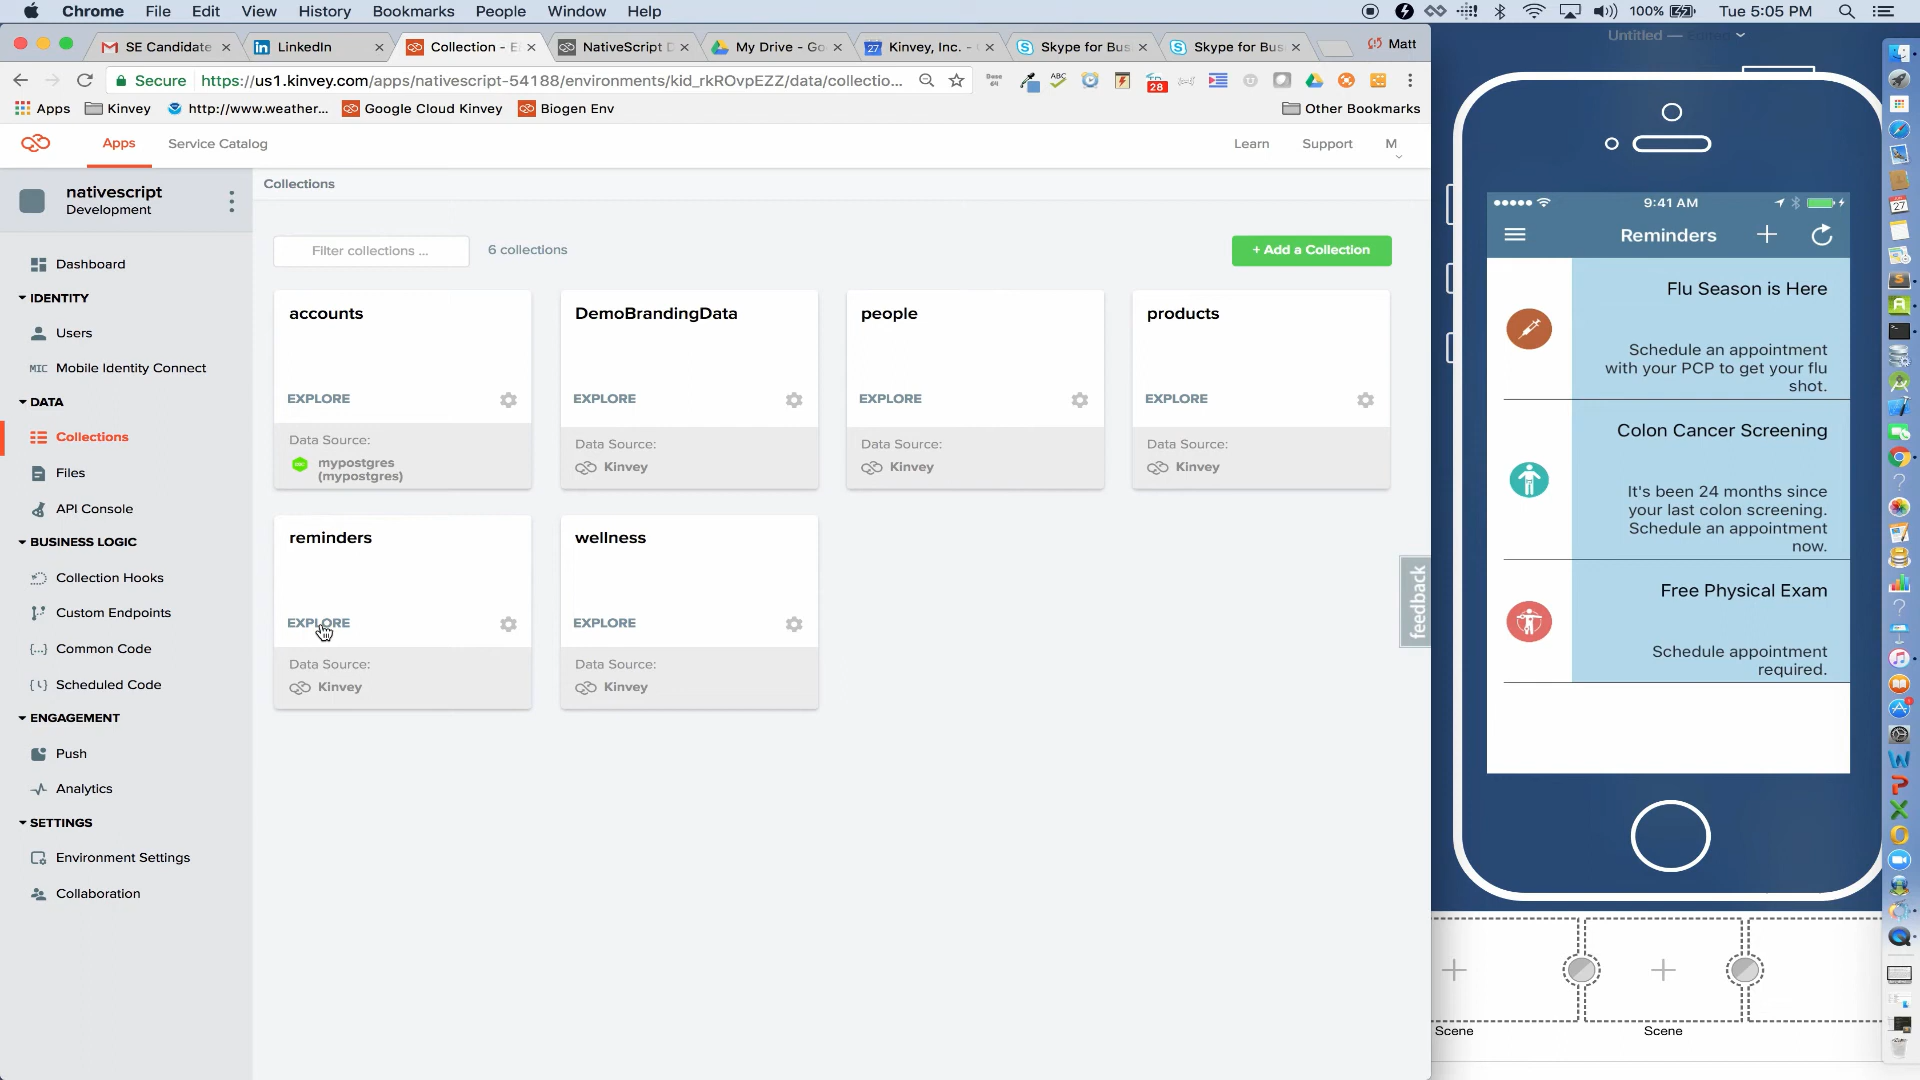 Chrome File Edit View History Bookmarks People Window Help
100% Tue 5:05 PM
SE Candidate
LinkedIn
Collection - E
NativeScript D
My Drive - Go
27 Kinvey, Inc. -
Skype for Bus
Skype for Bus
Matt
Untitled — Edited
Secure https://us1.kinvey.com/apps/nativescript-54188/environments/kid_rkROvpEZZ/data/collectio...
ABC
28
Apps Kinvey http://www.weather... Google Cloud Kinvey Biogen Env Other Bookmarks
Apps Service Catalog Learn Support M
nativescript
Development
Dashboard
IDENTITY
Users
MIC Mobile Identity Connect
DATA
Collections
Files
API Console
BUSINESS LOGIC
Collection Hooks
Custom Endpoints
Common Code
Scheduled Code
ENGAGEMENT
Push
Analytics
SETTINGS
Environment Settings
Collaboration
Collections
Filter collections ...
6 collections
+ Add a Collection
accounts
EXPLORE
Data Source:
mypostgres
(mypostgres)
DemoBrandingData
EXPLORE
Data Source:
Kinvey
people
EXPLORE
Data Source:
Kinvey
products
EXPLORE
Data Source:
Kinvey
reminders
EXPLORE
Data Source:
Kinvey
wellness
EXPLORE
Data Source:
Kinvey
feedback
9:41 AM
Reminders
Flu Season is Here
Schedule an appointment
with your PCP to get your flu
shot.
Colon Cancer Screening
It's been 24 months since
your last colon screening.
Schedule an appointment
now.
Free Physical Exam
Schedule appointment
required.
Scene
Scene
27